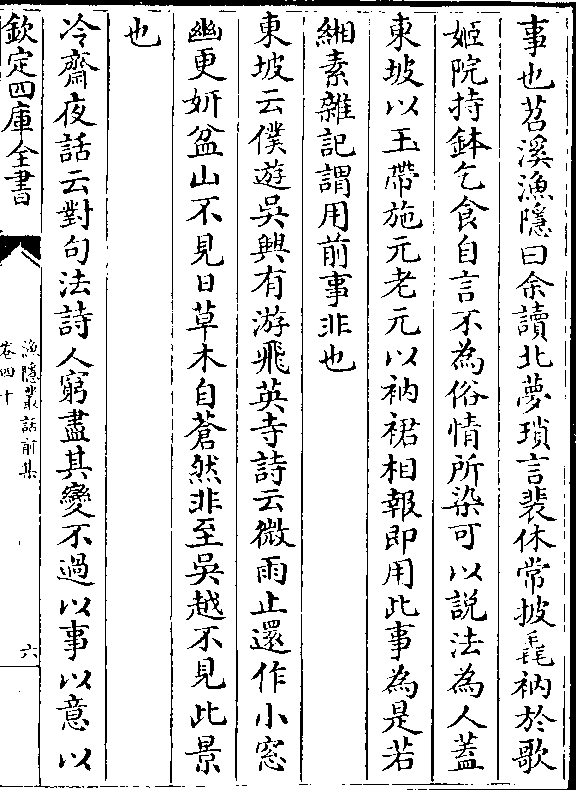 事也苕溪漁隱曰余讀北夢瑣言裴休常披毳衲於歌
姬院持鉢乞食自言不為俗情所染可以説法為人蓋
東坡以玉帶施元老元以衲裙相報即用此事為是若
緗素雜記謂用前事非也
東坡云僕遊吳興有游飛英寺詩云微雨止還作小窓
幽更妍盆山不見日草木自蒼然非至吳越不見此景
也
冷齋夜話云對句法詩人窮盡其變不過以事以意以
欽定四庫全書
漁隱叢話前集
卷四十
六